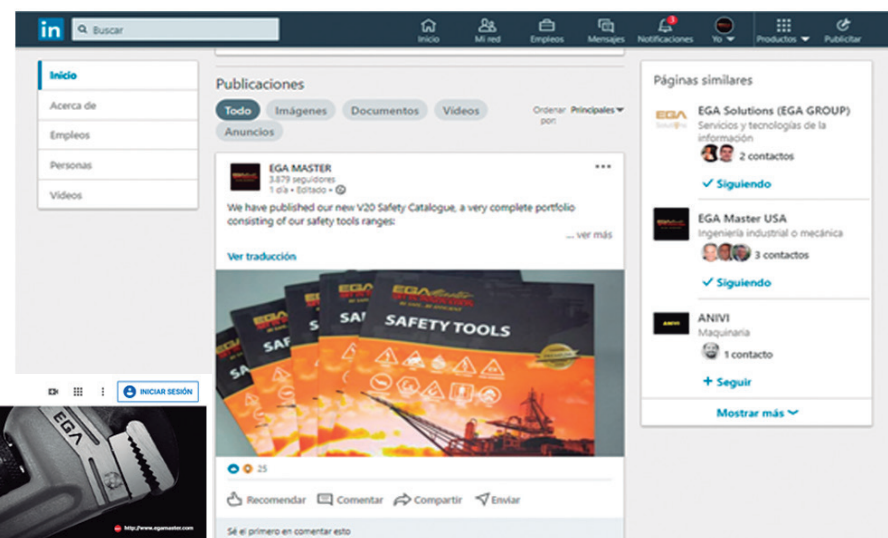 in
Buscar
Inicio
Mi red
Empleos
Mensajes
3
Notificaciones
Yo
Productos
Publicitar
Inicio
Acerca de
Empleos
Personas
Vídeos
Publicaciones
Todo
Imágenes
Documentos
Vídeos
Anuncios
Ordenar por:
Principales
EGA MASTER
3.879 seguidores
1 día • Editado •
We have published our new V20 Safety Catalogue, a very complete portfolio
consisting of our safety tools ranges:
... ver más
Ver traducción
EGA Master
SAFETY TOOLS
25
Recomendar
Comentar
Compartir
Enviar
Sé el primero en comentar esto
Páginas similares
EGA Solutions (EGA GROUP)
Servicios y tecnologías de la
información
2 contactos
Siguiendo
EGA Master USA
Ingeniería industrial o mecánica
3 contactos
Siguiendo
ANIVI
ANIVI
Maquinaria
1 contacto
+ Seguir
Mostrar más
INICIAR SESIÓN
EGA
http://www.egamaster.com